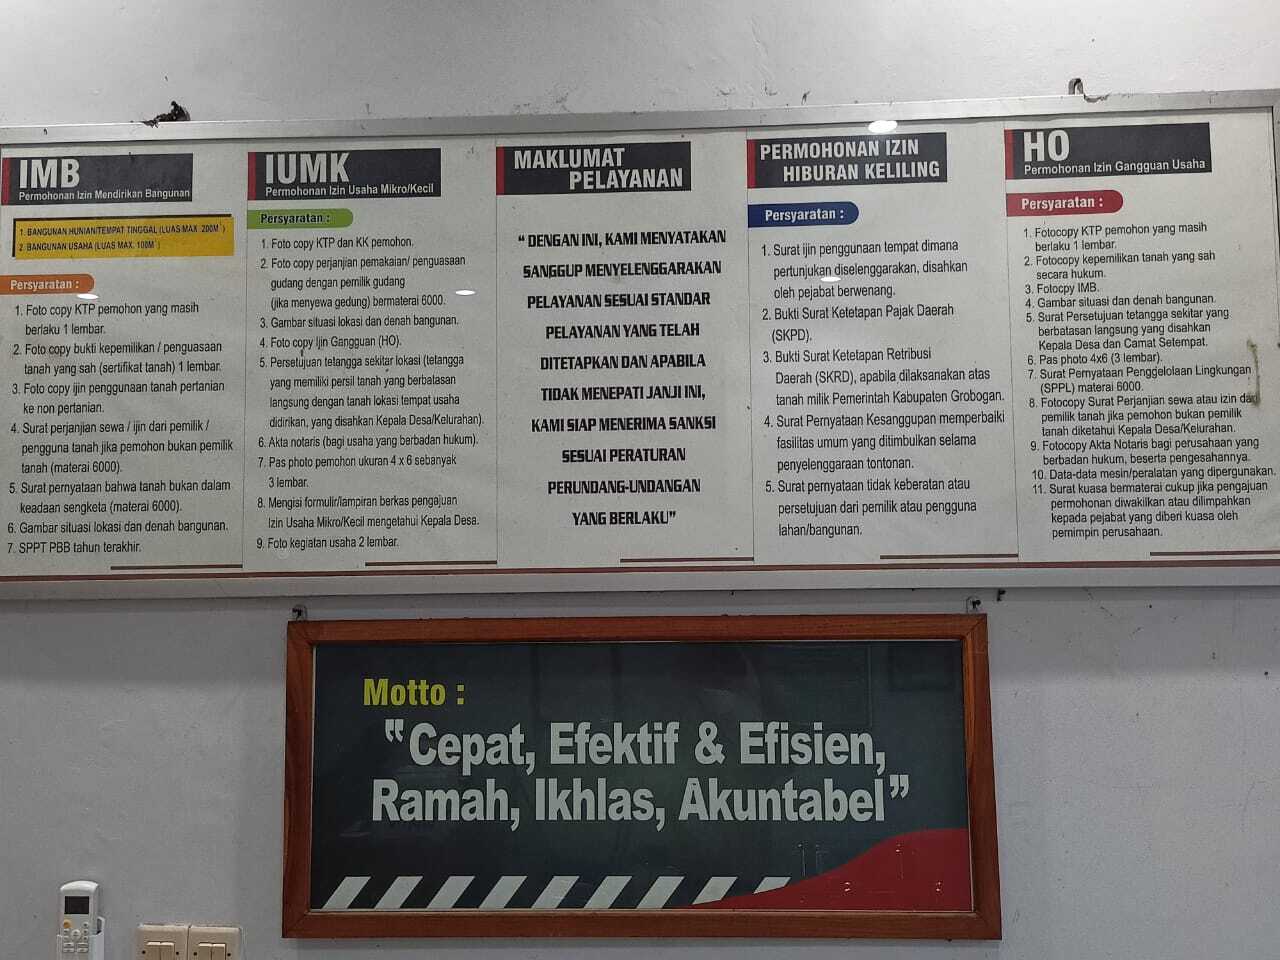 IMB
Permohonan Izin Mendirikan Bangunan
1. BANGUNAN HUNIAN/TEMPAT TINGGAL (LUAS MAX. 200M²)
2. BANGUNAN USAHA (LUAS MAX. 100M²)
Persyaratan :
1. Foto copy KTP pemohon yang masih
berlaku 1 lembar.
2. Foto copy bukti kepemilikan / penguasaan
tanah yang sah (sertifikat tanah) 1 lembar.
3. Foto copy ijin penggunaan tanah pertanian
ke non pertanian.
4. Surat perjanjian sewa / ijin dari pemilik /
pengguna tanah jika pemohon bukan pemilik
tanah (materai 6000).
5. Surat pernyataan bahwa tanah bukan dalam
keadaan sengketa (materai 6000).
6. Gambar situasi lokasi dan denah bangunan.
7. SPPT PBB tahun terakhir.
IUMK
Permohonan Izin Usaha Mikro/Kecil
Persyaratan :
1. Foto copy KTP dan KK pemohon.
2. Foto copy perjanjian pemakaian/ penguasaan
gudang dengan pemilik gudang
(jika menyewa gedung) bermaterai 6000.
3. Gambar situasi lokasi dan denah bangunan.
4. Foto copy Ijin Gangguan (HO).
5. Persetujuan tetangga sekitar lokasi (tetangga
yang memiliki persil tanah yang berbatasan
langsung dengan tanah lokasi tempat usaha
didirikan, yang disahkan Kepala Desa/Kelurahan).
6. Akta notaris (bagi usaha yang berbadan hukum).
7. Pas photo pemohon ukuran 4 x 6 sebanyak
3 lembar.
8. Mengisi formulir/lampiran berkas pengajuan
Izin Usaha Mikro/Kecil mengetahui Kepala Desa.
9. Foto kegiatan usaha 2 lembar.
MAKLUMAT
PELAYANAN
“ DENGAN INI, KAMI MENYATAKAN
SANGGUP MENYELENGGARAKAN
PELAYANAN SESUAI STANDAR
PELAYANAN YANG TELAH
DITETAPKAN DAN APABILA
TIDAK MENEPATI JANJI INI,
KAMI SIAP MENERIMA SANKSI
SESUAI PERATURAN
PERUNDANG-UNDANGAN
YANG BERLAKU”
PERMOHONAN IZIN
HIBURAN KELILING
Persyaratan :
1. Surat ijin penggunaan tempat dimana
pertunjukan diselenggarakan, disahkan
oleh pejabat berwenang.
2. Bukti Surat Ketetapan Pajak Daerah
(SKPD).
3. Bukti Surat Ketetapan Retribusi
Daerah (SKRD), apabila dilaksanakan atas
tanah milik Pemerintah Kabupaten Grobogan.
4. Surat Pernyataan Kesanggupan memperbaiki
fasilitas umum yang ditimbulkan selama
penyelenggaraan tontonan.
5. Surat pernyataan tidak keberatan atau
persetujuan dari pemilik atau pengguna
lahan/bangunan.
HO
Permohonan Izin Gangguan Usaha
Persyaratan :
1. Fotocopy KTP pemohon yang masih
berlaku 1 lembar.
2. Fotocopy kepemilikan tanah yang sah
secara hukum.
3. Fotocpy IMB.
4. Gambar situasi dan denah bangunan.
5. Surat Persetujuan tetangga sekitar yang
berbatasan langsung yang disahkan
Kepala Desa dan Camat Setempat.
6. Pas photo 4x6 (3 lembar).
7. Surat Pernyataan Penggelolaan Lingkungan
(SPPL) materai 6000.
8. Fotocopy Surat Perjanjian sewa atau izin dari
pemilik tanah jika pemohon bukan pemilik
tanah diketahui Kepala Desa/Kelurahan.
9. Fotocopy Akta Notaris bagi perusahaan yang
berbadan hukum, beserta pengesahannya.
10. Data-data mesin/peralatan yang dipergunakan.
11. Surat kuasa bermaterai cukup jika pengajuan
permohonan diwakilkan atau dilimpahkan
kepada pejabat yang diberi kuasa oleh
pemimpin perusahaan.
Motto :
"Cepat, Efektif & Efisien,
Ramah, Ikhlas, Akuntabel"